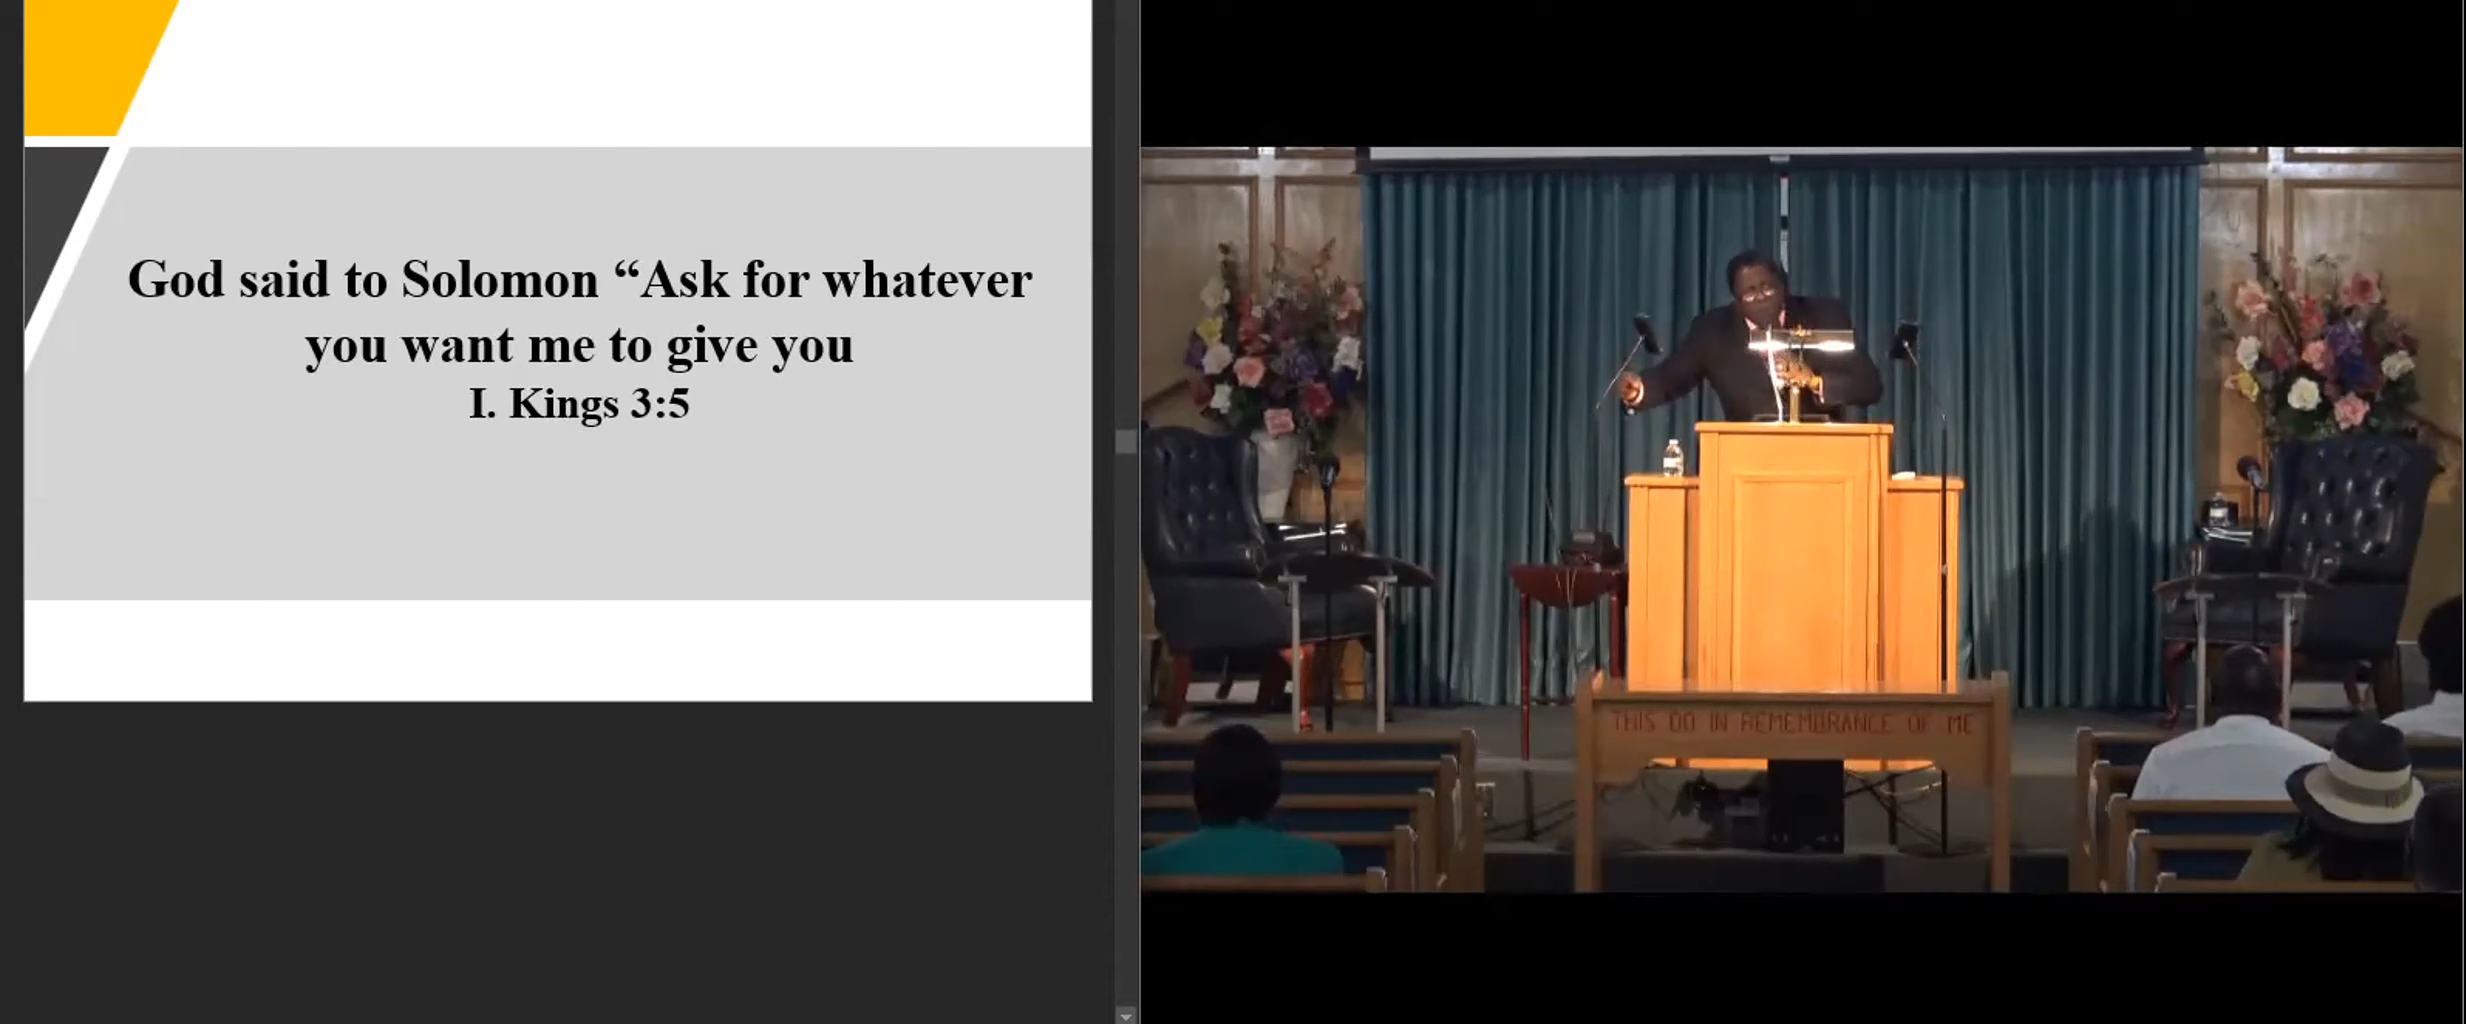 God said to Solomon “Ask for whatever
you want me to give you
I. Kings 3:5
THIS DO IN REMEMBRANCE OF ME